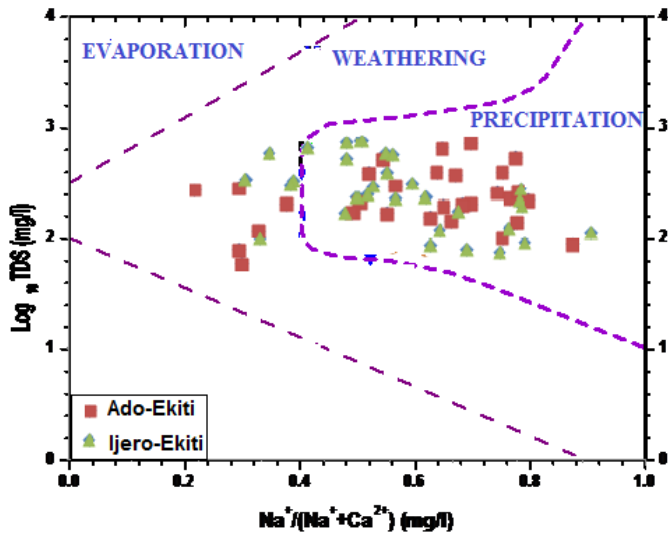 4
4
EVAPORATION
WEATHERING
PRECIPITATION
3
3
2
2
1
1
0
0
Log 10 TDS (mg/l)
Ado-Ekiti
Ijero-Ekiti
0.0 0.2 0.4 0.6 0.8 1.0
Na⁺/(Na⁺+Ca²⁺) (mg/l)